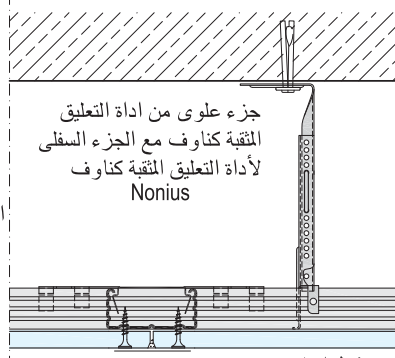 جزء علوى من اداة التعليق
المثقبة كناوف مع الجزء السفلى
لأداة التعليق المثقبة كناوف
Nonius